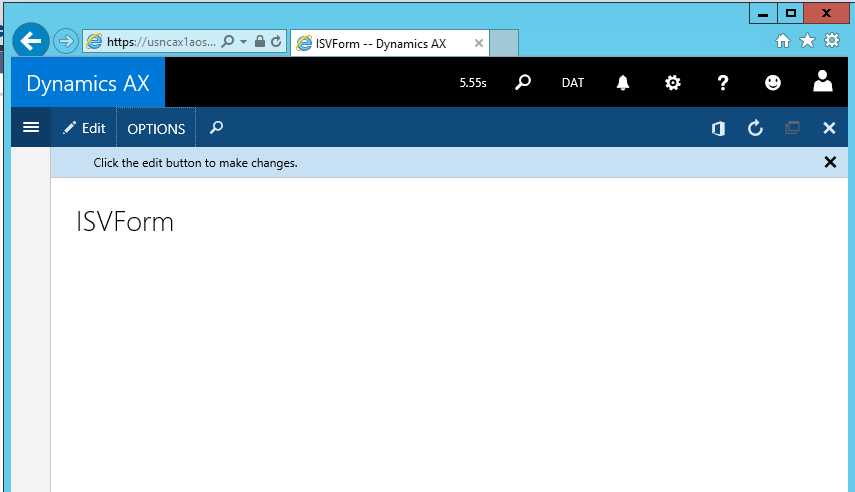 https://usncax1aos...
ISVForm -- Dynamics AX
Dynamics AX
5.55s
DAT
?
Edit
OPTIONS
Click the edit button to make changes.
ISVForm